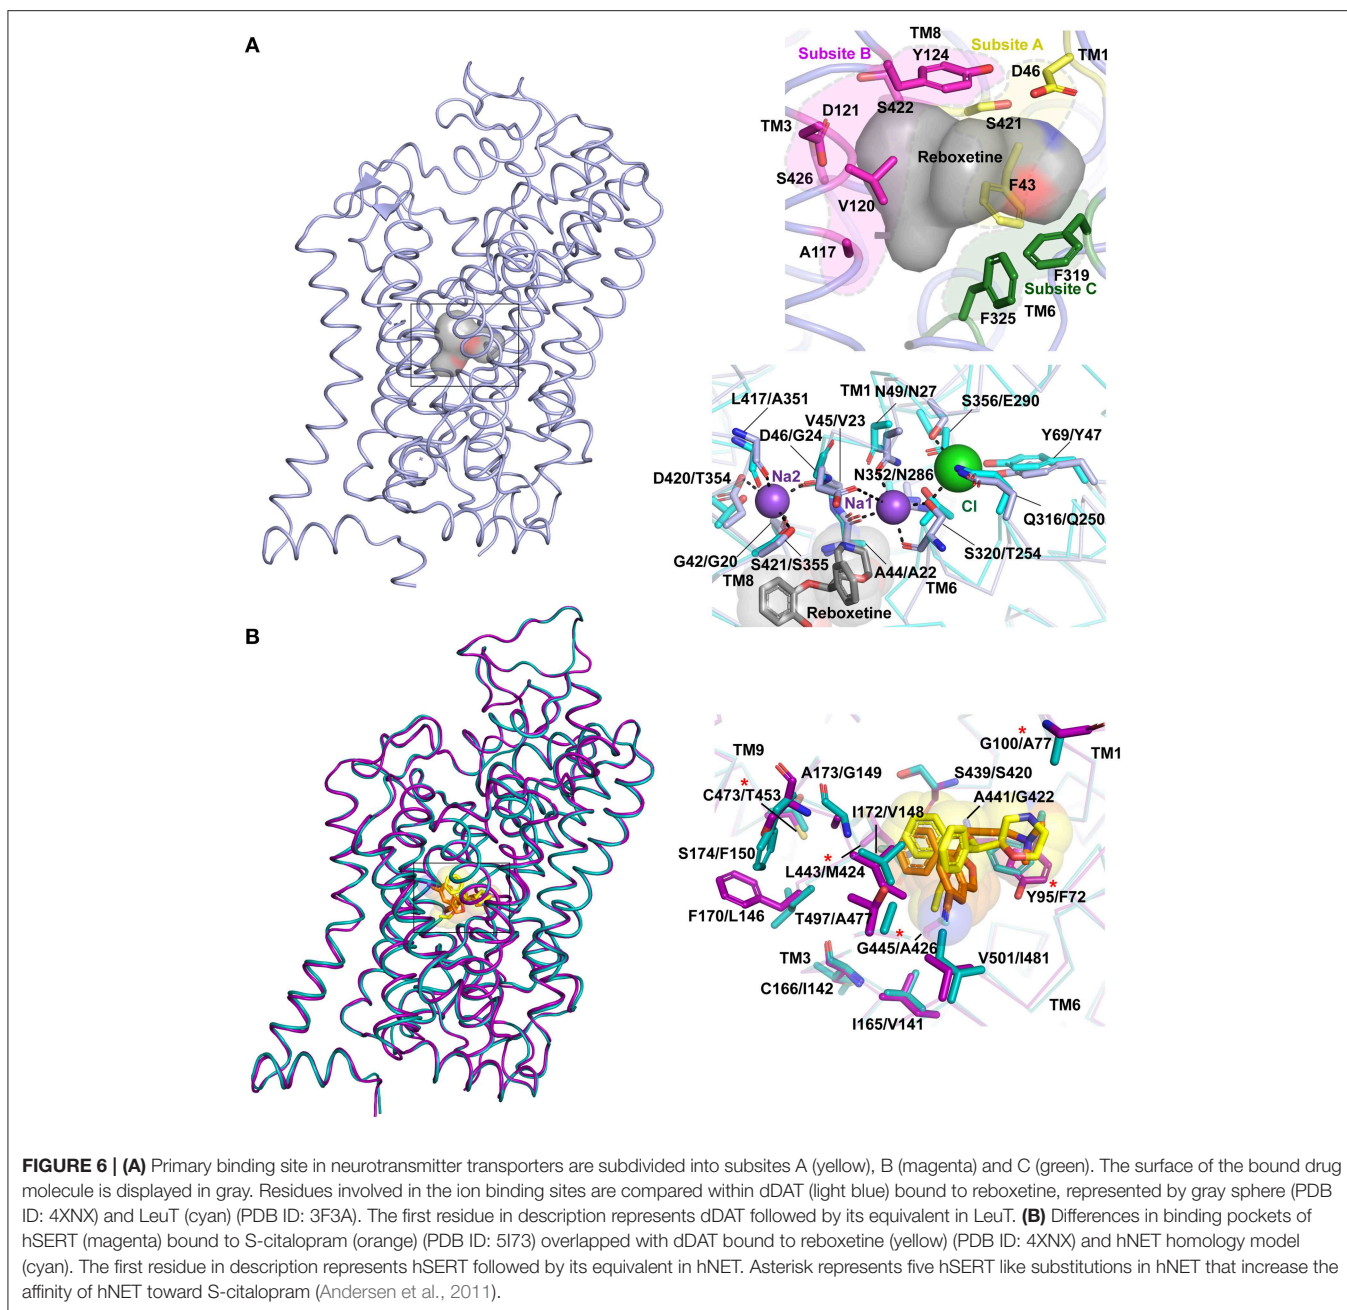 A
TM8
Subsite B
Y124
Subsite A
TM1
D46
S422
D121
S421
TM3
Reboxetine
S426
F43
V120
A117
F319
Subsite C
F325
TM6
L417/A351
TM1
N49/N27
S356/E290
V45/V23
D46/G24
Y69/Y47
N352/N286
D420/T354
Na2
Na1
Cl
Q316/Q250
G42/G20
S421/S355
S320/T254
TM8
A44/A22
TM6
Reboxetine
B
*
G100/A77
TM1
TM9
A173/G149
S439/S420
*
C473/T453
A441/G422
I172/V148
S174/F150
*
L443/M424
*
Y95/F72
F170/L146
T497/A477
*
G445/A426
V501/I481
TM3
C166/I142
TM6
I165/V141
FIGURE 6 | (A) Primary binding site in neurotransmitter transporters are subdivided into subsites A (yellow), B (magenta) and C (green). The surface of the bound drug
molecule is displayed in gray. Residues involved in the ion binding sites are compared within dDAT (light blue) bound to reboxetine, represented by gray sphere (PDB
ID: 4XNX) and LeuT (cyan) (PDB ID: 3F3A). The first residue in description represents dDAT followed by its equivalent in LeuT. (B) Differences in binding pockets of
hSERT (magenta) bound to S-citalopram (orange) (PDB ID: 5I73) overlapped with dDAT bound to reboxetine (yellow) (PDB ID: 4XNX) and hNET homology model
(cyan). The first residue in description represents hSERT followed by its equivalent in hNET. Asterisk represents five hSERT like substitutions in hNET that increase the
affinity of hNET toward S-citalopram (Andersen et al., 2011).